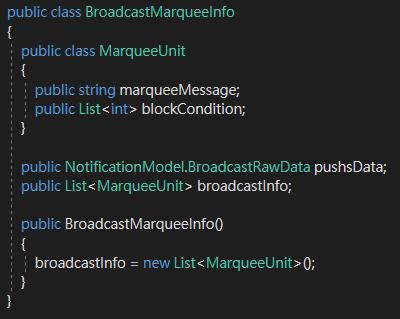 public class BroadcastMarqueeInfo
{
public class MarqueeUnit
{
public string marqueeMessage;
public List<int> blockCondition;
}
public NotificationModel.BroadcastRawData pushsData;
public List<MarqueeUnit> broadcastInfo;
public BroadcastMarqueeInfo()
{
broadcastInfo = new List<MarqueeUnit>();
}
}